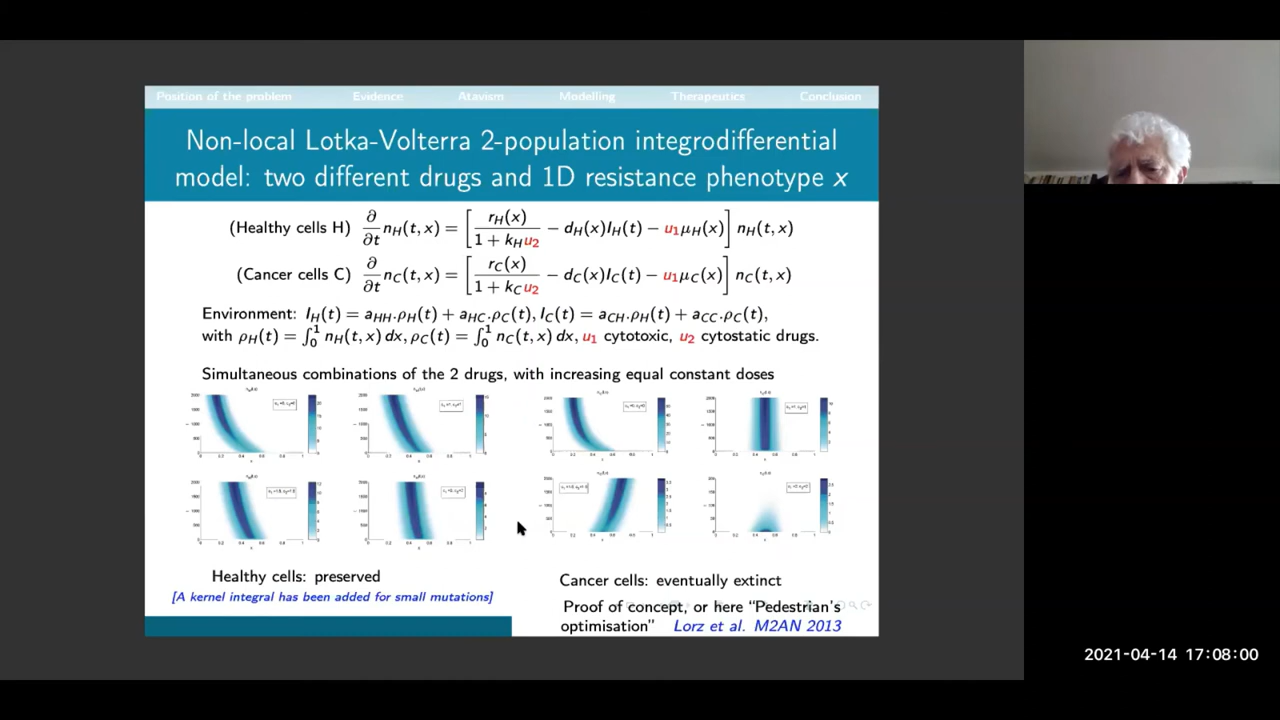 Position of the problem Evidence Atavism Modelling Therapeutics Conclusion
Non-local Lotka-Volterra 2-population integrodifferential
model: two different drugs and 1D resistance phenotype x
(Healthy cells H) ∂/∂t n_H(t, x) = [ r_H(x) / (1 + k_H u_2) − d_H(x)I_H(t) − u_1 μ_H(x) ] n_H(t, x)
(Cancer cells C) ∂/∂t n_C(t, x) = [ r_C(x) / (1 + k_C u_2) − d_C(x)I_C(t) − u_1 μ_C(x) ] n_C(t, x)
Environment: I_H(t) = a_HH.ρ_H(t) + a_HC.ρ_C(t), I_C(t) = a_CH.ρ_H(t) + a_CC.ρ_C(t),
with ρ_H(t) = ∫_0^1 n_H(t, x) dx, ρ_C(t) = ∫_0^1 n_C(t, x) dx, u_1 cytotoxic, u_2 cytostatic drugs.
Simultaneous combinations of the 2 drugs, with increasing equal constant doses
Healthy cells: preserved
[A kernel integral has been added for small mutations]
Cancer cells: eventually extinct
Proof of concept, or here “Pedestrian's
optimisation” Lorz et al. M2AN 2013
2021-04-14 17:08:00